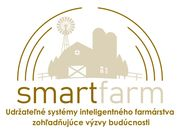 smartfarm
Udržateľné systémy inteligentného farmárstva
zohľadňujúce výzvy budúcnosti